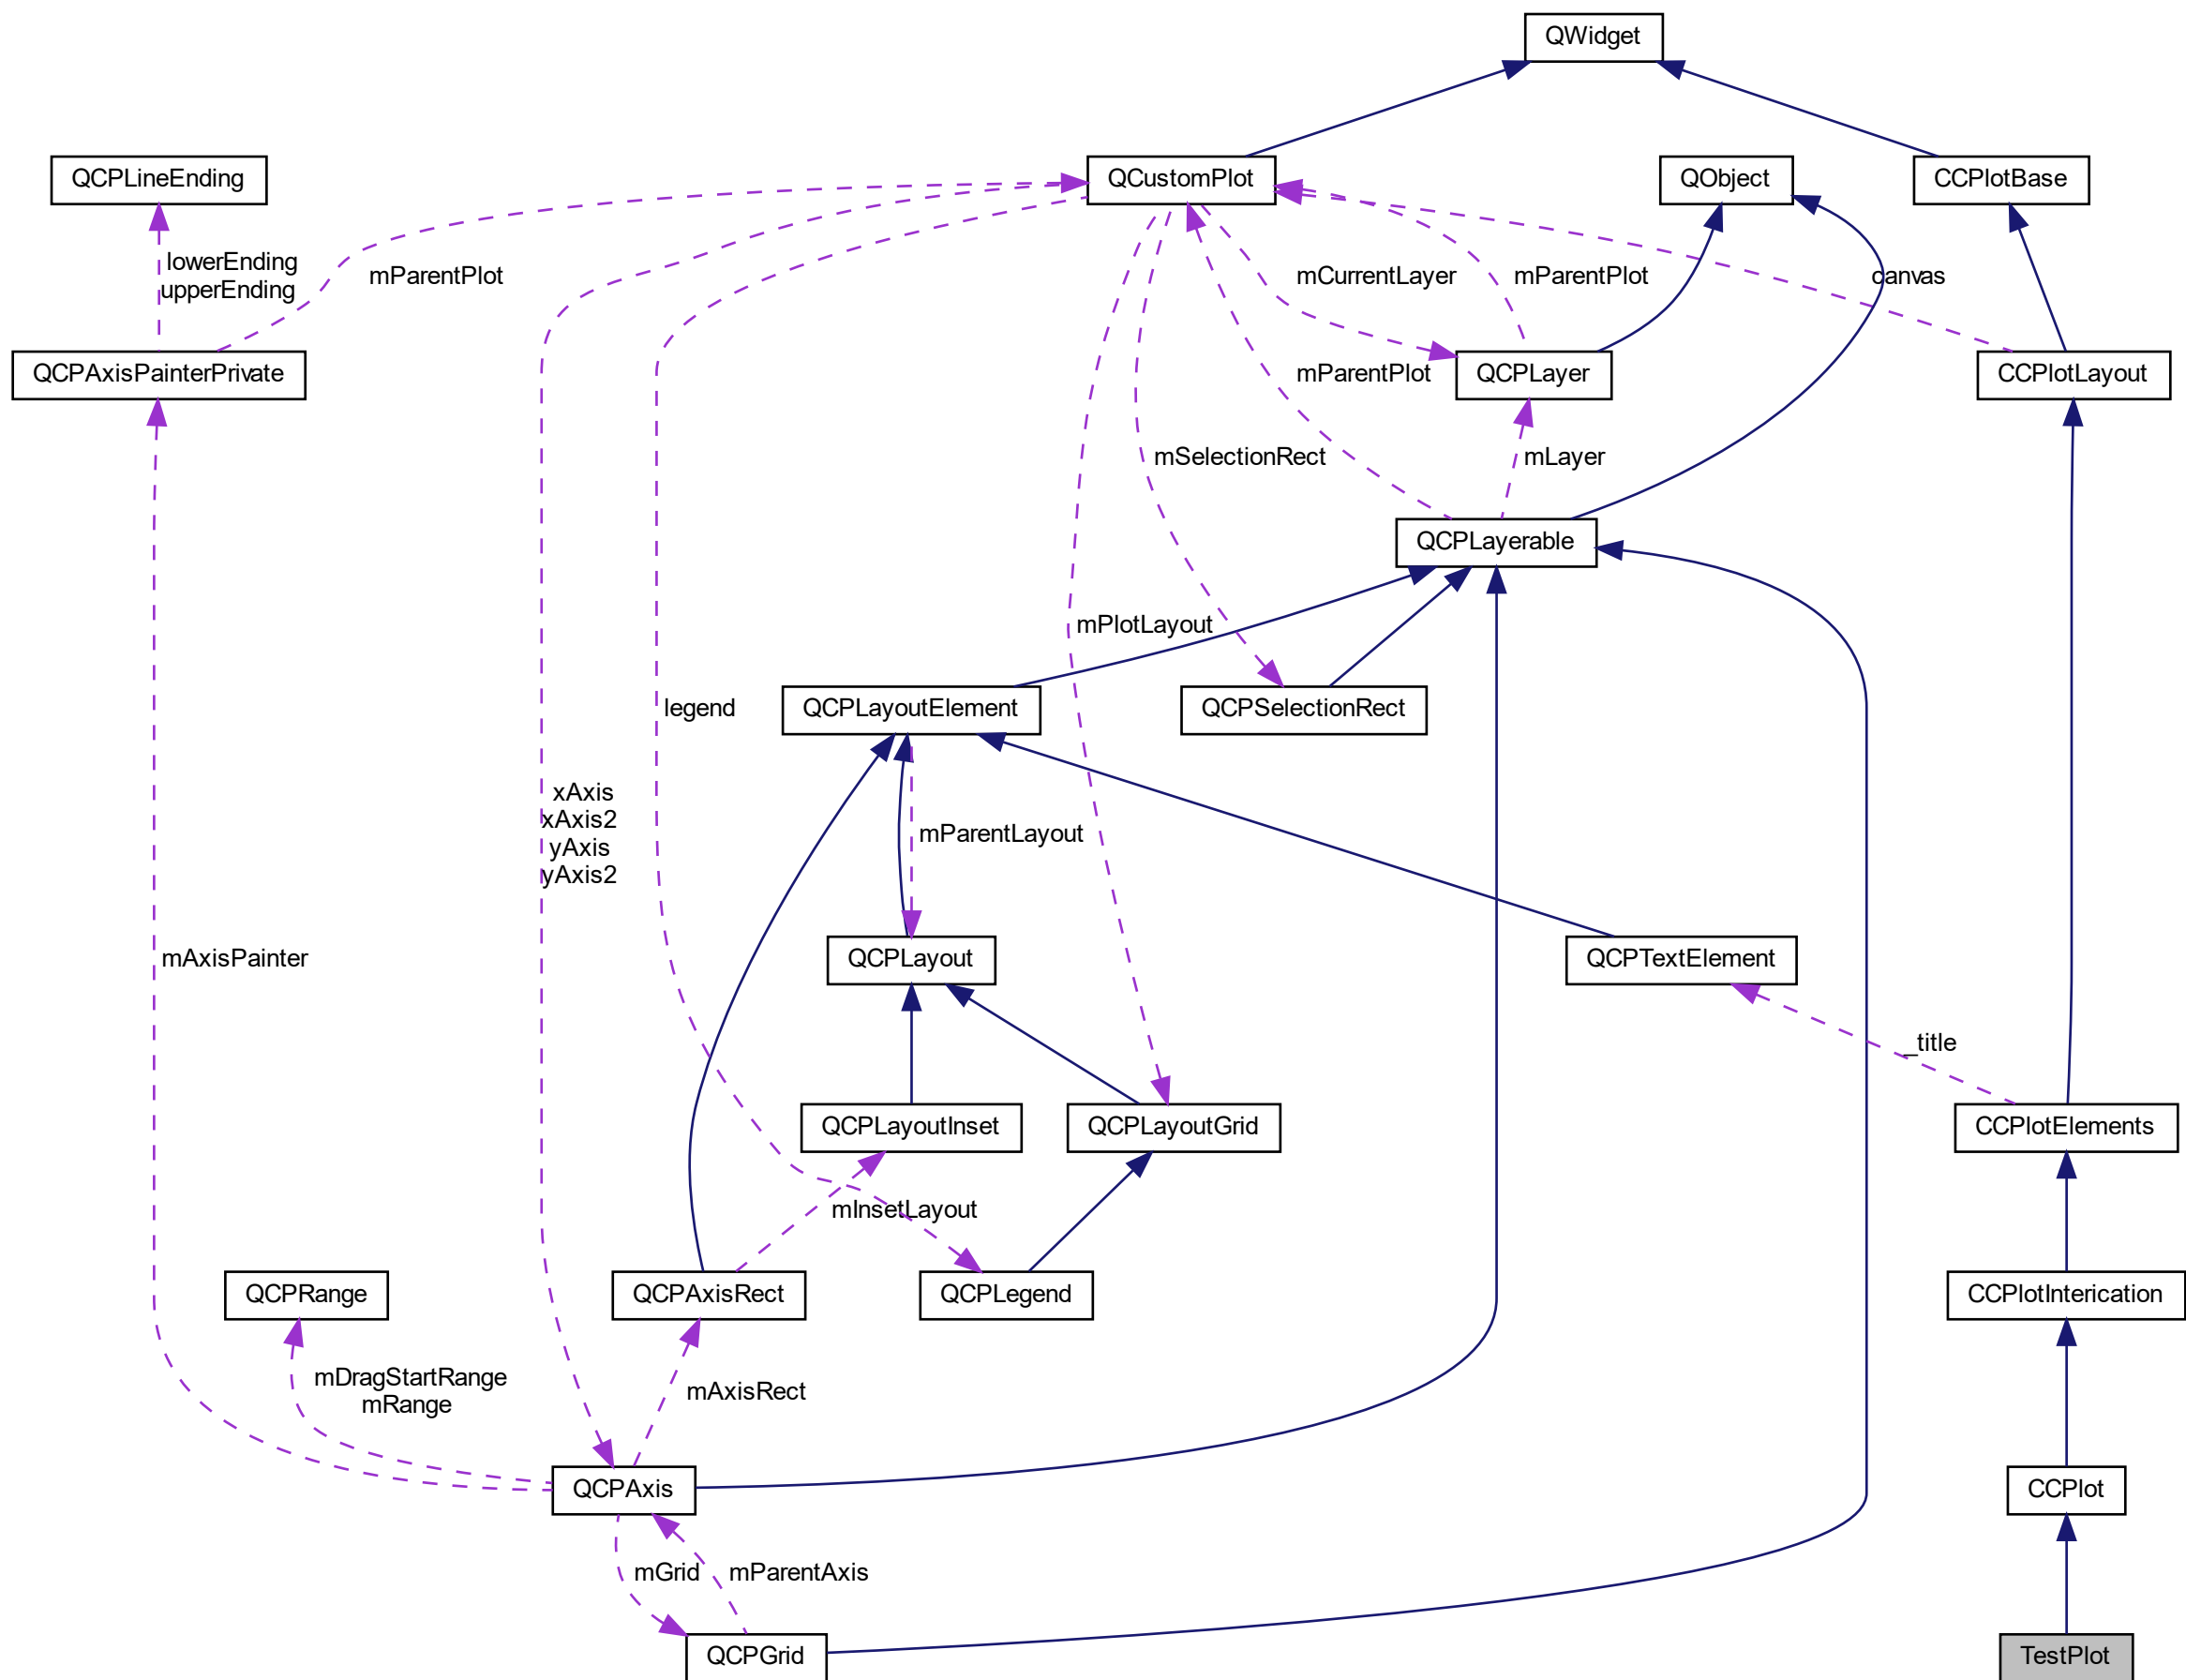 QWidget
QCPLineEnding
QCustomPlot
QObject
CCPlotBase
lowerEnding
upperEnding
mParentPlot
mCurrentLayer
mParentPlot
canvas
QCPAxisPainterPrivate
mParentPlot
QCPLayer
CCPlotLayout
mSelectionRect
mLayer
QCPLayerable
mPlotLayout
legend
QCPLayoutElement
QCPSelectionRect
xAxis
xAxis2
yAxis
yAxis2
mParentLayout
mAxisPainter
QCPLayout
QCPTextElement
_title
QCPLayoutInset
QCPLayoutGrid
CCPlotElements
mInsetLayout
QCPRange
QCPAxisRect
QCPLegend
CCPlotInterication
mDragStartRange
mRange
mAxisRect
QCPAxis
CCPlot
mGrid
mParentAxis
QCPGrid
TestPlot